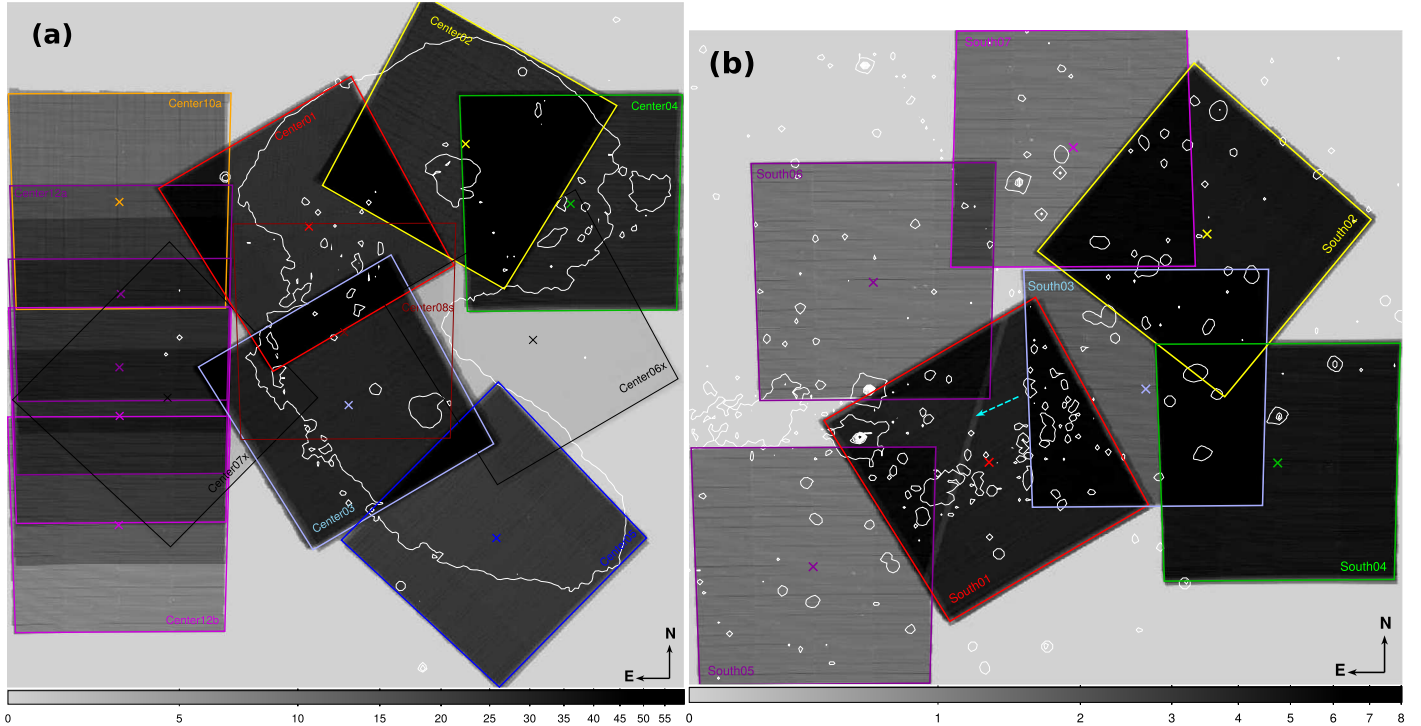 (a)
Center02
Center10a
Center01
Center04
Center12a
Center08s
Center06x
Center07x
Center03
Center05
Center12b
N
E
0 5 10 15 20 25 30 35 40 45 50 55
(b)
South07
South06
South02
South03
South01
South04
South05
N
E
0 1 2 3 4 5 6 7 8